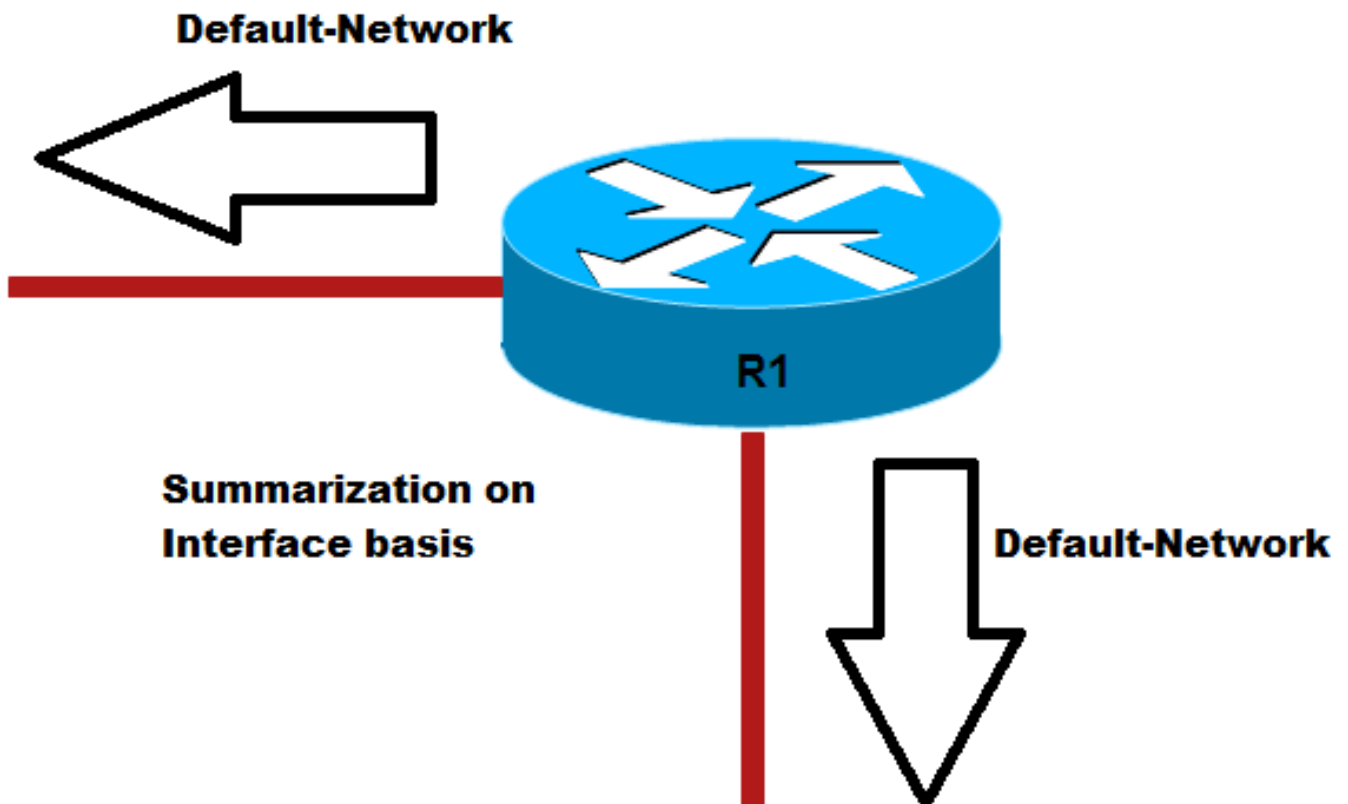 Default-Network
R1
Summarization on
Interface basis
Default-Network